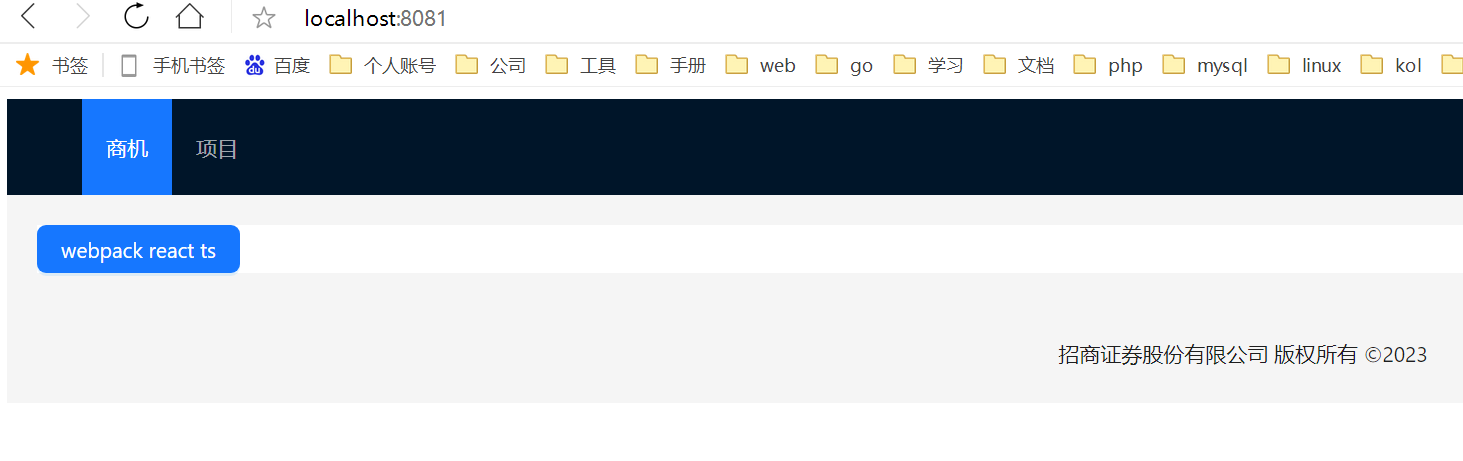 localhost:8081
书签 手机书签 百度 个人账号 公司 工具 手册 web go 学习 文档 php mysql linux kol
商机 项目
webpack react ts
招商证券股份有限公司 版权所有 ©2023